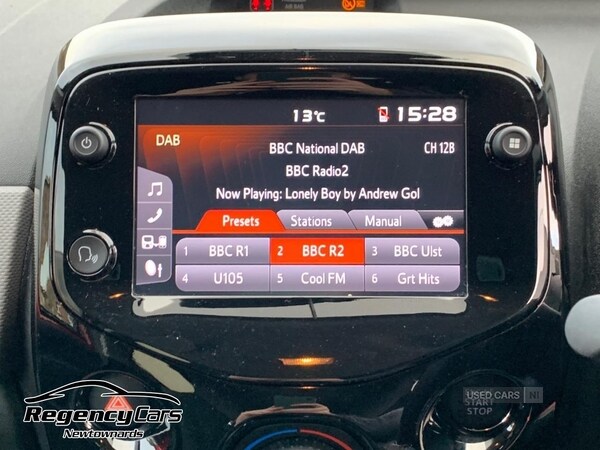 AIR BAG
13°C 15:28
DAB
BBC National DAB CH 12B
BBC Radio2
Now Playing: Lonely Boy by Andrew Gol
Presets Stations Manual
1 BBC R1 2 BBC R2 3 BBC Ulst
4 U105 5 Cool FM 6 Grt Hits
Regency Cars
Newtownards
USED CARS NI
START
STOP